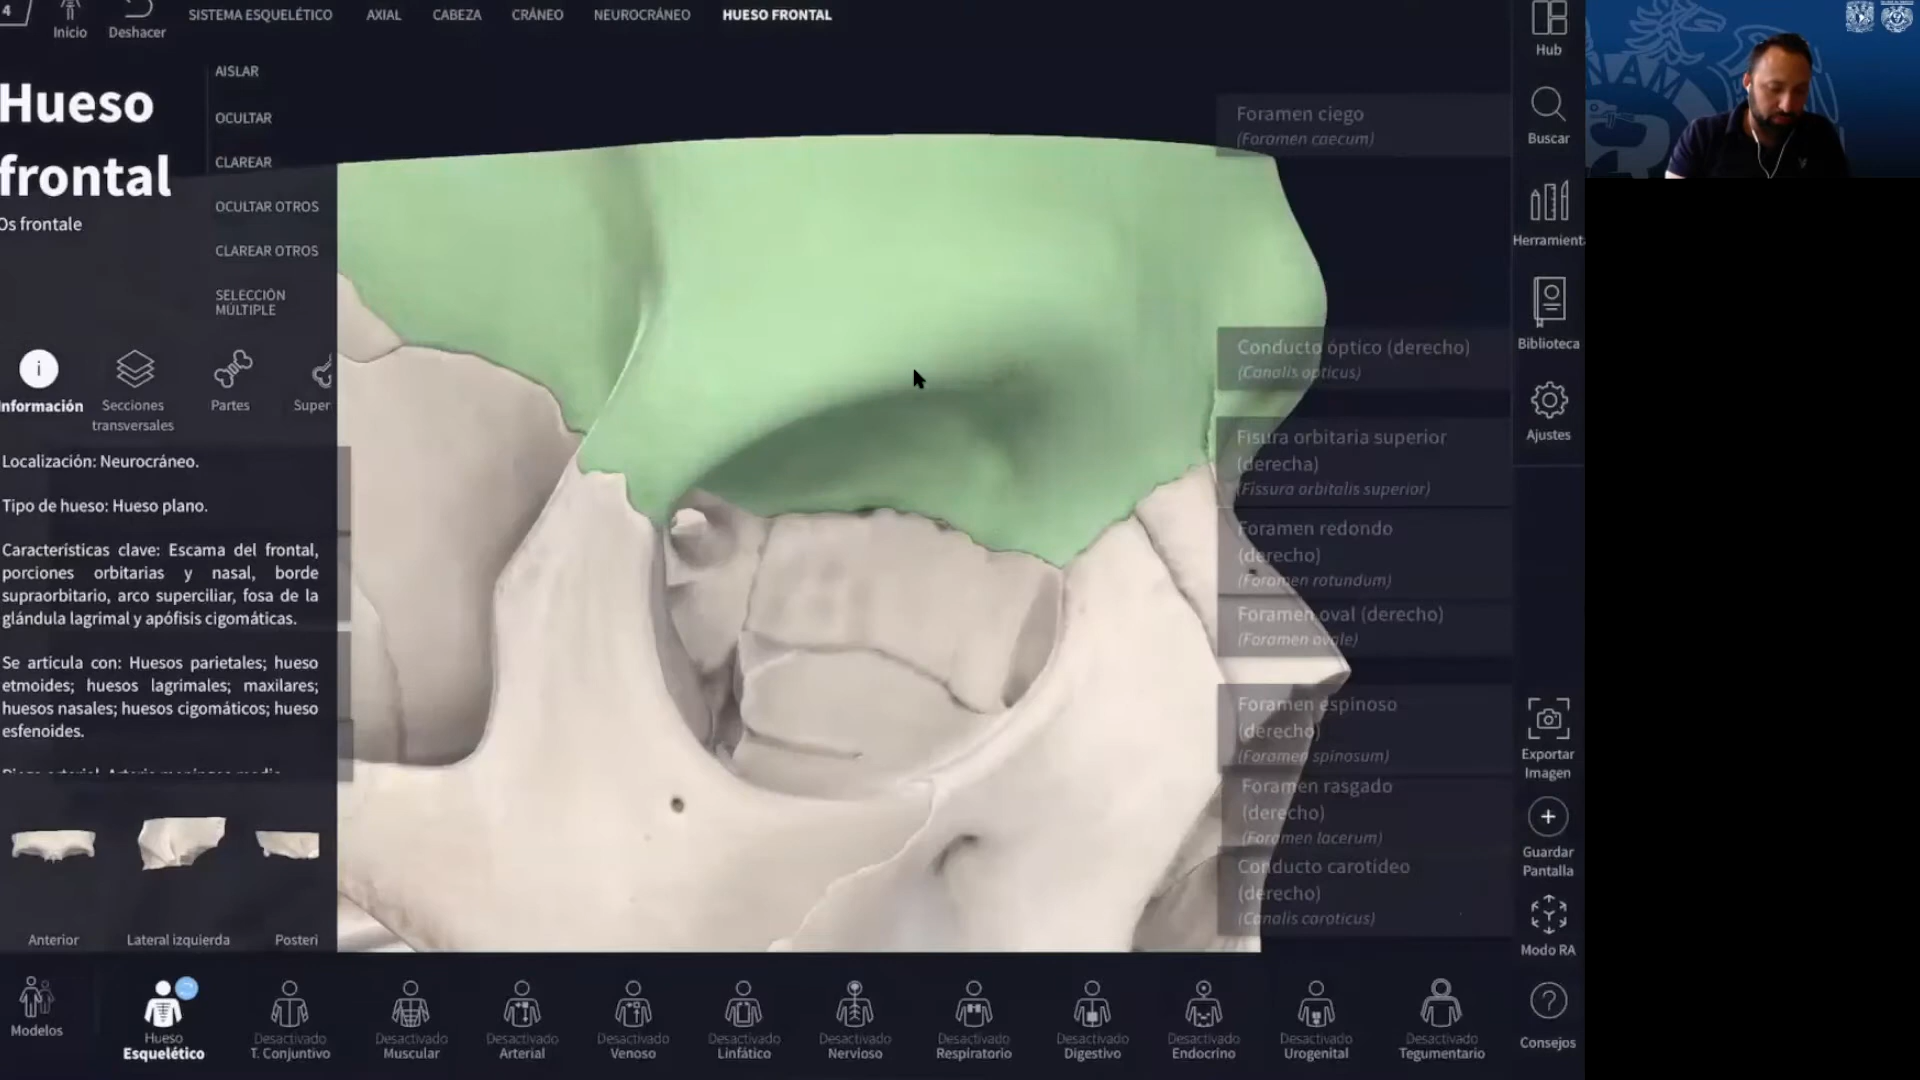 4
Inicio
Deshacer
SISTEMA ESQUELÉTICO
AXIAL
CABEZA
CRÁNEO
NEUROCRÁNEO
HUESO FRONTAL
Hueso
frontal
Os frontale
AISLAR
OCULTAR
CLAREAR
OCULTAR OTROS
CLAREAR OTROS
SELECCIÓN
MÚLTIPLE
Información
Secciones
transversales
Partes
Super
Localización: Neurocráneo.
Tipo de hueso: Hueso plano.
Características clave: Escama del frontal,
porciones orbitarias y nasal, borde
supraorbitario, arco superciliar, fosa de la
glándula lagrimal y apófisis cigomáticas.
Se articula con: Huesos parietales; hueso
etmoides; huesos lagrimales; maxilares;
huesos nasales; huesos cigomáticos; hueso
esfenoides.
Anterior
Lateral izquierda
Posteri
Foramen ciego
(Foramen caecum)
Conducto óptico (derecho)
(Canalis opticus)
Fisura orbitaria superior
(derecha)
(Fissura orbitalis superior)
Foramen redondo
(derecho)
(Foramen rotundum)
Foramen oval (derecho)
(Foramen ovale)
Foramen espinoso
(derecho)
(Foramen spinosum)
Foramen rasgado
(derecho)
(Foramen lacerum)
Conducto carotídeo
(derecho)
(Canalis caroticus)
Hub
Buscar
Herramient
Biblioteca
Ajustes
Exportar
Imagen
Guardar
Pantalla
Modo RA
Consejos
Modelos
Hueso
Esquelético
Desactivado
T. Conjuntivo
Desactivado
Muscular
Desactivado
Arterial
Desactivado
Venoso
Desactivado
Linfático
Desactivado
Nervioso
Desactivado
Respiratorio
Desactivado
Digestivo
Desactivado
Endocrino
Desactivado
Urogenital
Desactivado
Tegumentario